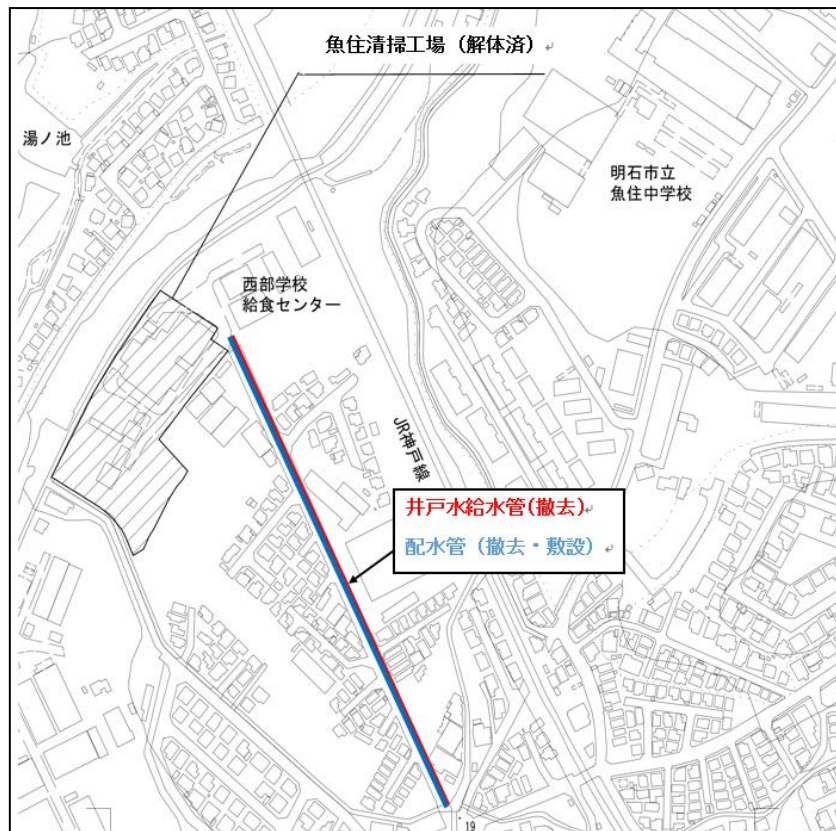 魚住清掃工場（解体済）
湯ノ池
明石市立
魚住中学校
西部学校
給食センター
JR神戸線
井戸水給水管(撤去)
配水管（撤去・敷設）
19